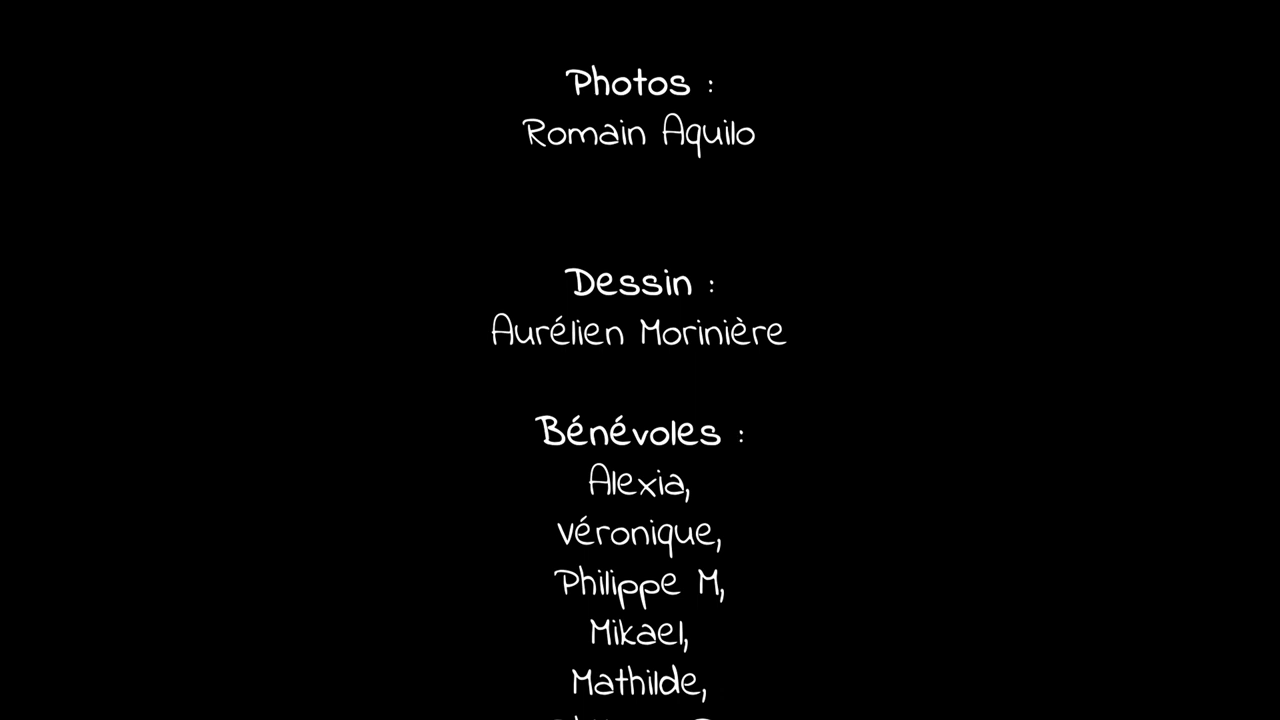 Photos :
Romain Aquilo
Dessin :
Aurélien Morinière
Bénévoles :
Alexia,
Véronique,
Philippe M,
Mikael,
Mathilde,